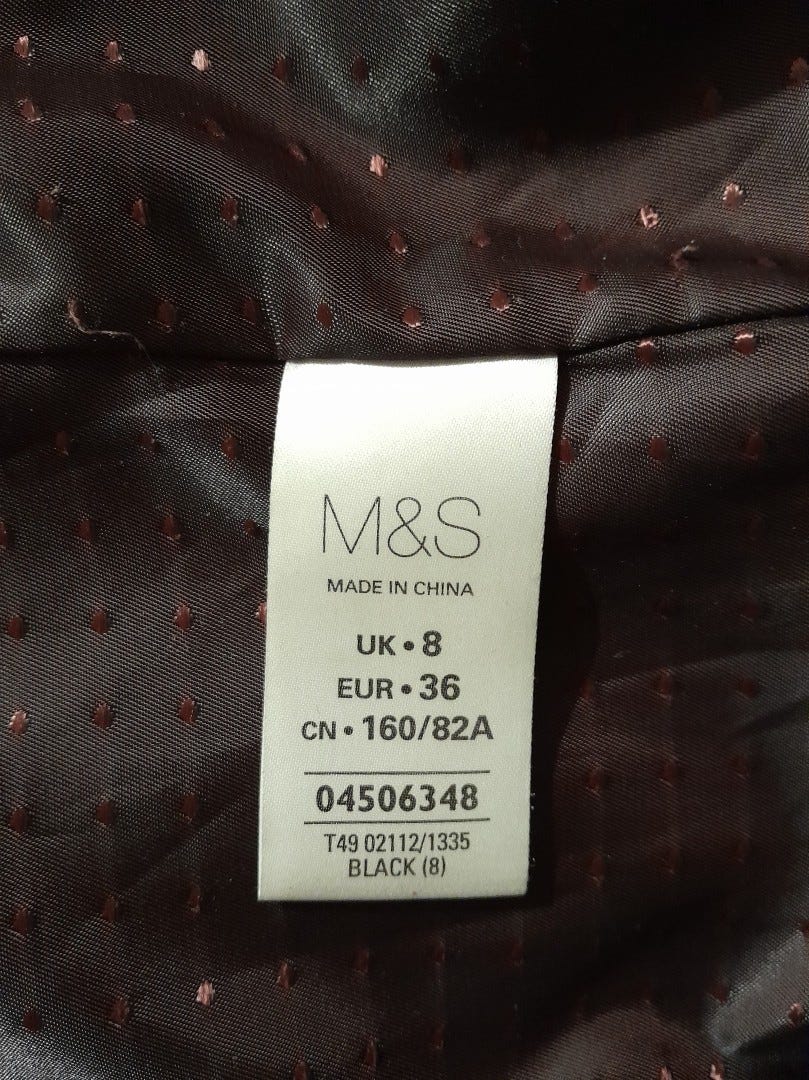 M&S
MADE IN CHINA
UK • 8
EUR • 36
CN • 160/82A
04506348
T49 02112/1335
BLACK (8)